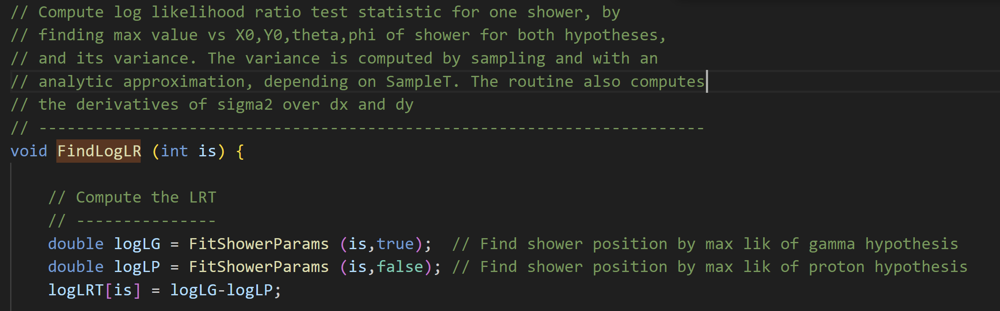 // Compute log likelihood ratio test statistic for one shower, by
// finding max value vs X0,Y0,theta,phi of shower for both hypotheses,
// and its variance. The variance is computed by sampling and with an
// analytic approximation, depending on SampleT. The routine also computes
// the derivatives of sigma2 over dx and dy
// -----------------------------------------------------------------------
void FindLogLR (int is) {
// Compute the LRT
// ---------------
double logLG = FitShowerParams (is,true);  // Find shower position by max lik of gamma hypothesis
double logLP = FitShowerParams (is,false); // Find shower position by max lik of proton hypothesis
logLRT[is] = logLG-logLP;